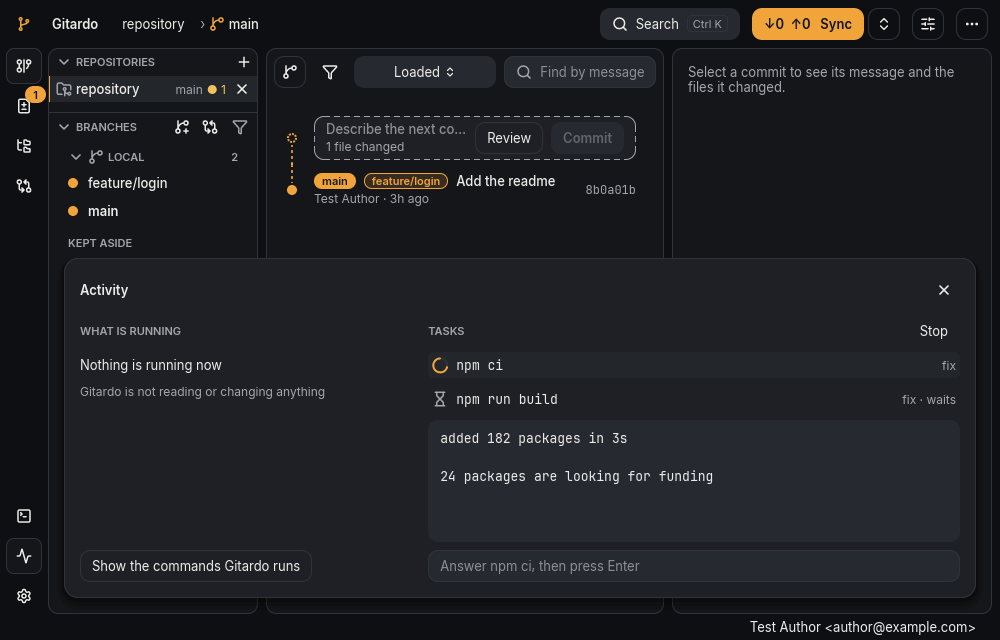 Gitardo
repository
main
Search Ctrl K
↓0 ↑0 Sync
REPOSITORIES
repository main 1
1
BRANCHES
LOCAL 2
feature/login
main
KEPT ASIDE
Loaded
Find by message
Describe the next co...
1 file changed
Review
Commit
main feature/login Add the readme
Test Author · 3h ago
8b0a01b
Select a commit to see its message and the
files it changed.
Activity
WHAT IS RUNNING
Nothing is running now
Gitardo is not reading or changing anything
Show the commands Gitardo runs
TASKS Stop
npm ci fix
npm run build fix · waits
added 182 packages in 3s
24 packages are looking for funding
Answer npm ci, then press Enter
Test Author <author@example.com>